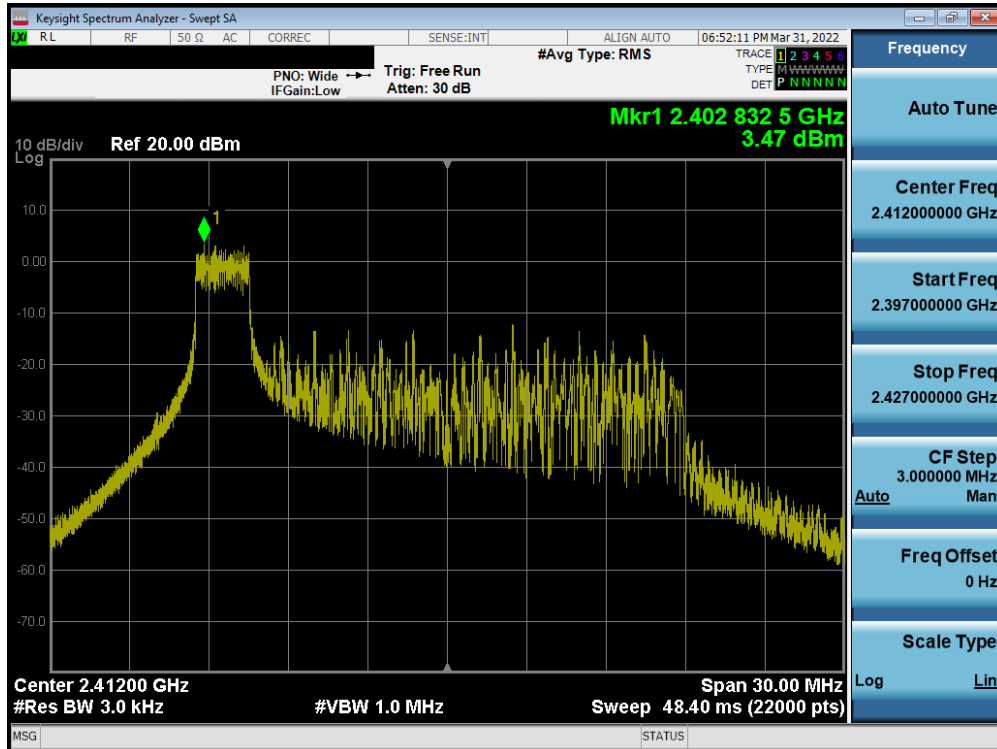 Keysight Spectrum Analyzer - Swept SA
LXI RL RF 50 Ω AC CORREC SENSE:INT ALIGN AUTO 06:52:11 PM Mar 31, 2022
PNO: Wide
IFGain:Low
Trig: Free Run
Atten: 30 dB
#Avg Type: RMS
TRACE 1 2 3 4 5 6
TYPE M W W W W W
DET P N N N N N
Mkr1 2.402 832 5 GHz
3.47 dBm
10 dB/div Ref 20.00 dBm
Log
1
10.0
0.00
-10.0
-20.0
-30.0
-40.0
-50.0
-60.0
-70.0
Center 2.41200 GHz Span 30.00 MHz
#Res BW 3.0 kHz #VBW 1.0 MHz Sweep 48.40 ms (22000 pts)
MSG STATUS
Frequency
Auto Tune
Center Freq
2.412000000 GHz
Start Freq
2.397000000 GHz
Stop Freq
2.427000000 GHz
CF Step
3.000000 MHz
Auto Man
Freq Offset
0 Hz
Scale Type
Log Lin